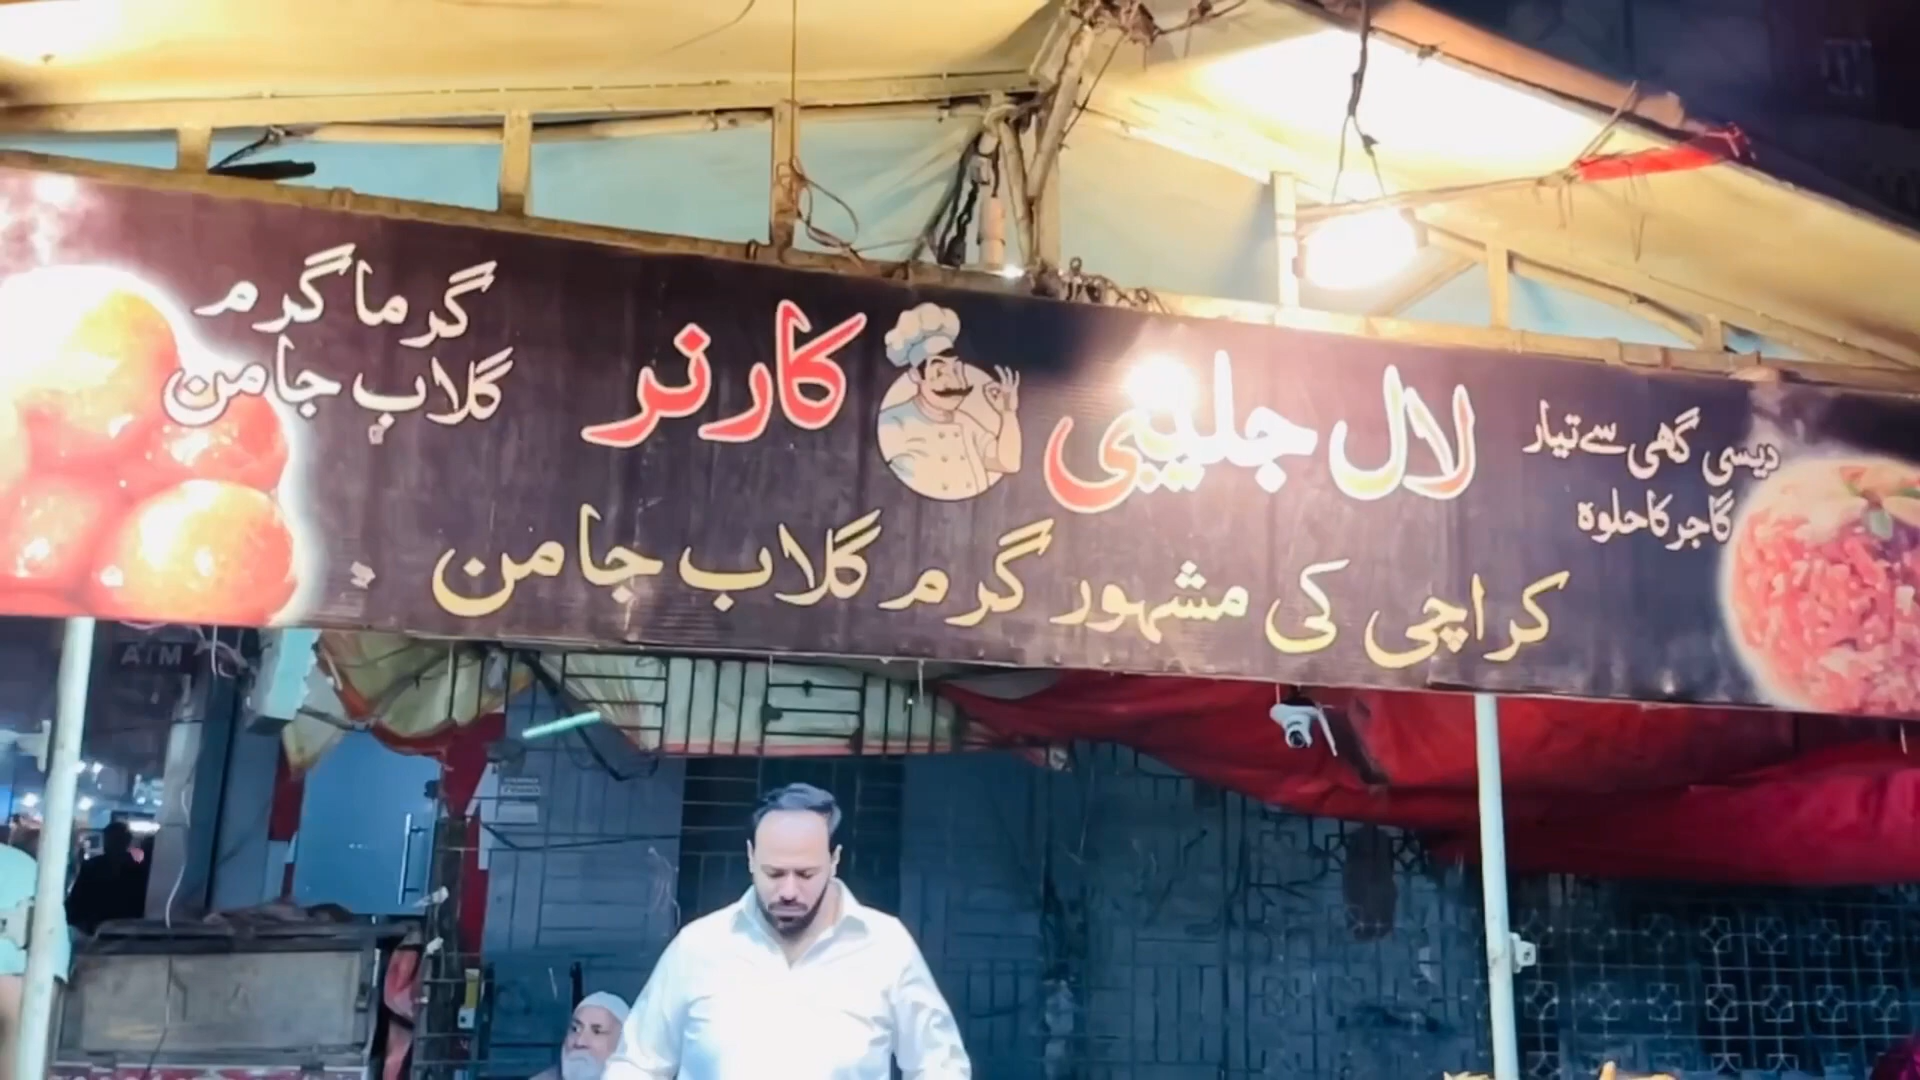 دیسی گھی سے تیار
گاجر کا حلوہ
لال جلیبی کارنر
گرما گرم
گلاب جامن
کراچی کی مشہور گرم گلاب جامن
ATM